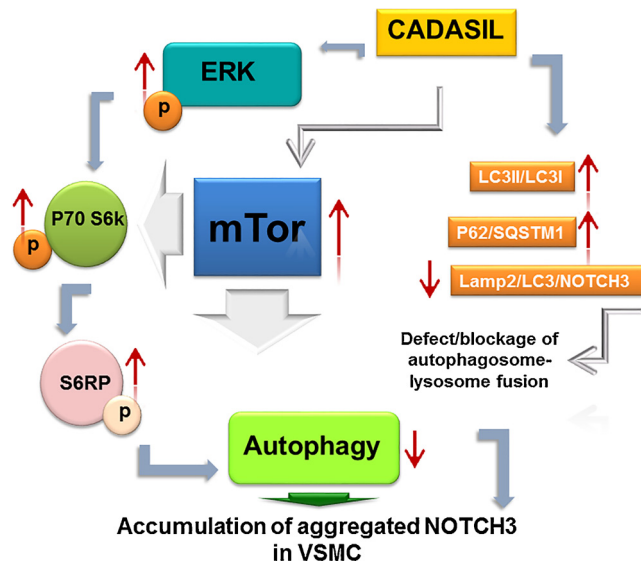 CADASIL
ERK
p
P70 S6k
p
mTor
LC3II/LC3I
P62/SQSTM1
Lamp2/LC3/NOTCH3
Defect/blockage of
autophagosome-
lysosome fusion
S6RP
p
Autophagy
Accumulation of aggregated NOTCH3
in VSMC